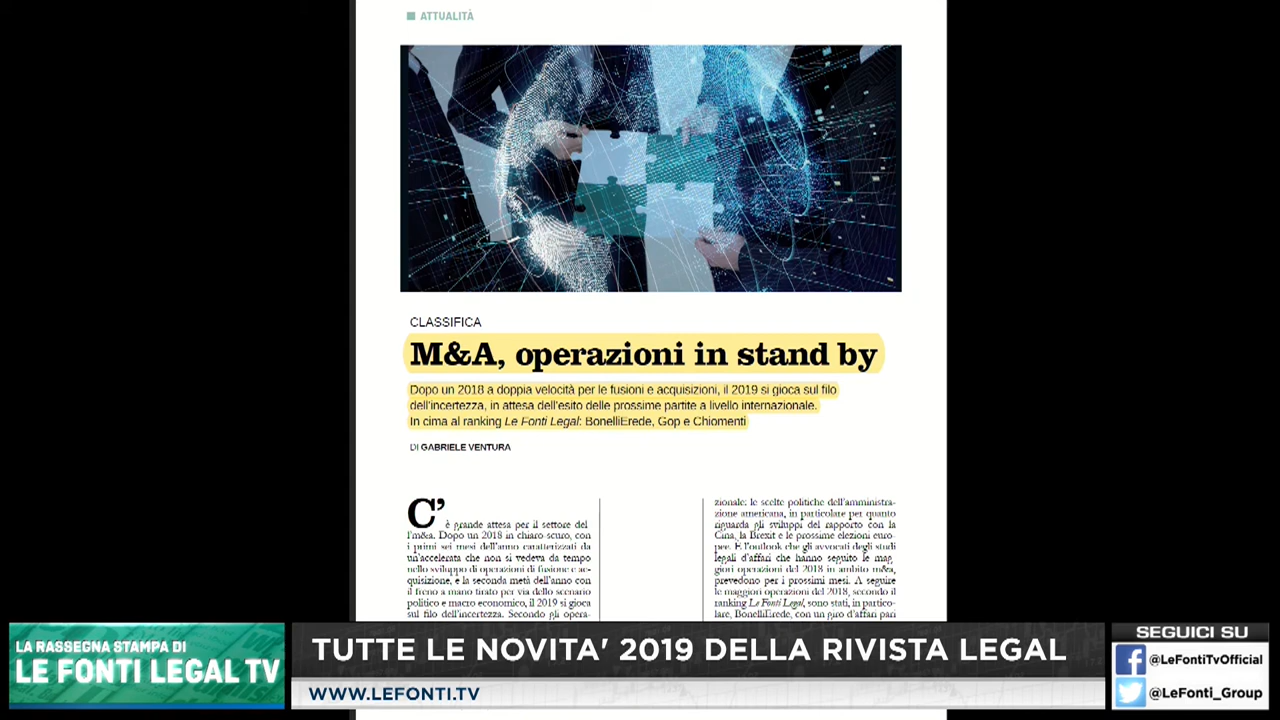 ATTUALITÀ
CLASSIFICA
M&A, operazioni in stand by
Dopo un 2018 a doppia velocità per le fusioni e acquisizioni, il 2019 si gioca sul filo
dell'incertezza, in attesa dell'esito delle prossime partite a livello internazionale.
In cima al ranking Le Fonti Legal: BonelliErede, Gop e Chiomenti
DI GABRIELE VENTURA
C'
è grande attesa per il settore del
l'm&a. Dopo un 2018 in chiaro scuro, con
i primi sei mesi dell'anno caratterizzati da
un'accelerata che non si vedeva da tempo
nello sviluppo di operazioni di fusione e ac-
quisizione, e la seconda metà dell'anno con
il freno a mano tirato per via dello scenario
politico e macro economico, il 2019 si gioca
sul filo dell'incertezza. Secondo gli opera-
zionale: le scelte politiche dell'amministra-
zione americana, in particolare per quanto
riguarda gli sviluppi del rapporto con la
Cina, la Brexit e le prossime elezioni euro-
pee. È l'outlook che gli avvocati degli studi
legali d'affari che hanno seguito le mag
giori operazioni del 2018 in ambito m&a,
prevedono per i prossimi mesi. A seguire
le maggiori operazioni del 2018, secondo il
ranking Le Fonti Legal, sono stati, in partico-
lare, BonelliErede, con un giro d'affari pari
LA RASSEGNA STAMPA DI
LE FONTI LEGAL TV
TUTTE LE NOVITA' 2019 DELLA RIVISTA LEGAL
WWW.LEFONTI.TV
SEGUICI SU
@LeFontiTvOfficial
@LeFonti_Group